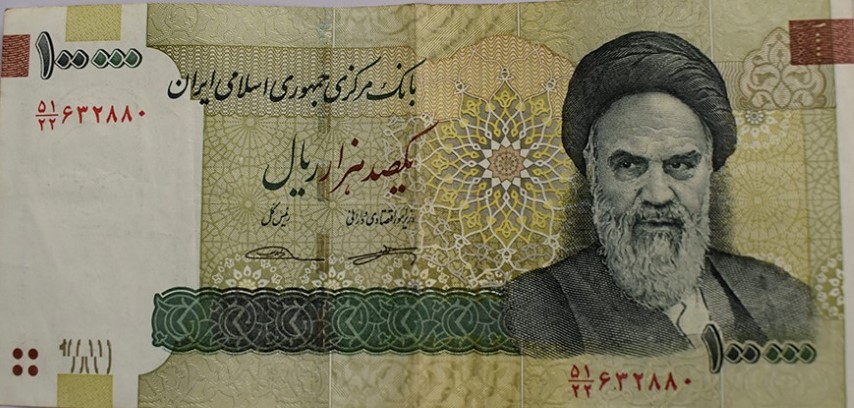 ۱۰۰۰۰۰
بانک مرکزی جمهوری اسلامی ایران
۵۱/۲۲ ۶۳۲۸۸۰
یکصد هزار ریال
وزیر امور اقتصادی و دارائی
رئیس کل
۱۰۰۰۰۰
۵۱/۲۲ ۶۳۲۸۸۰